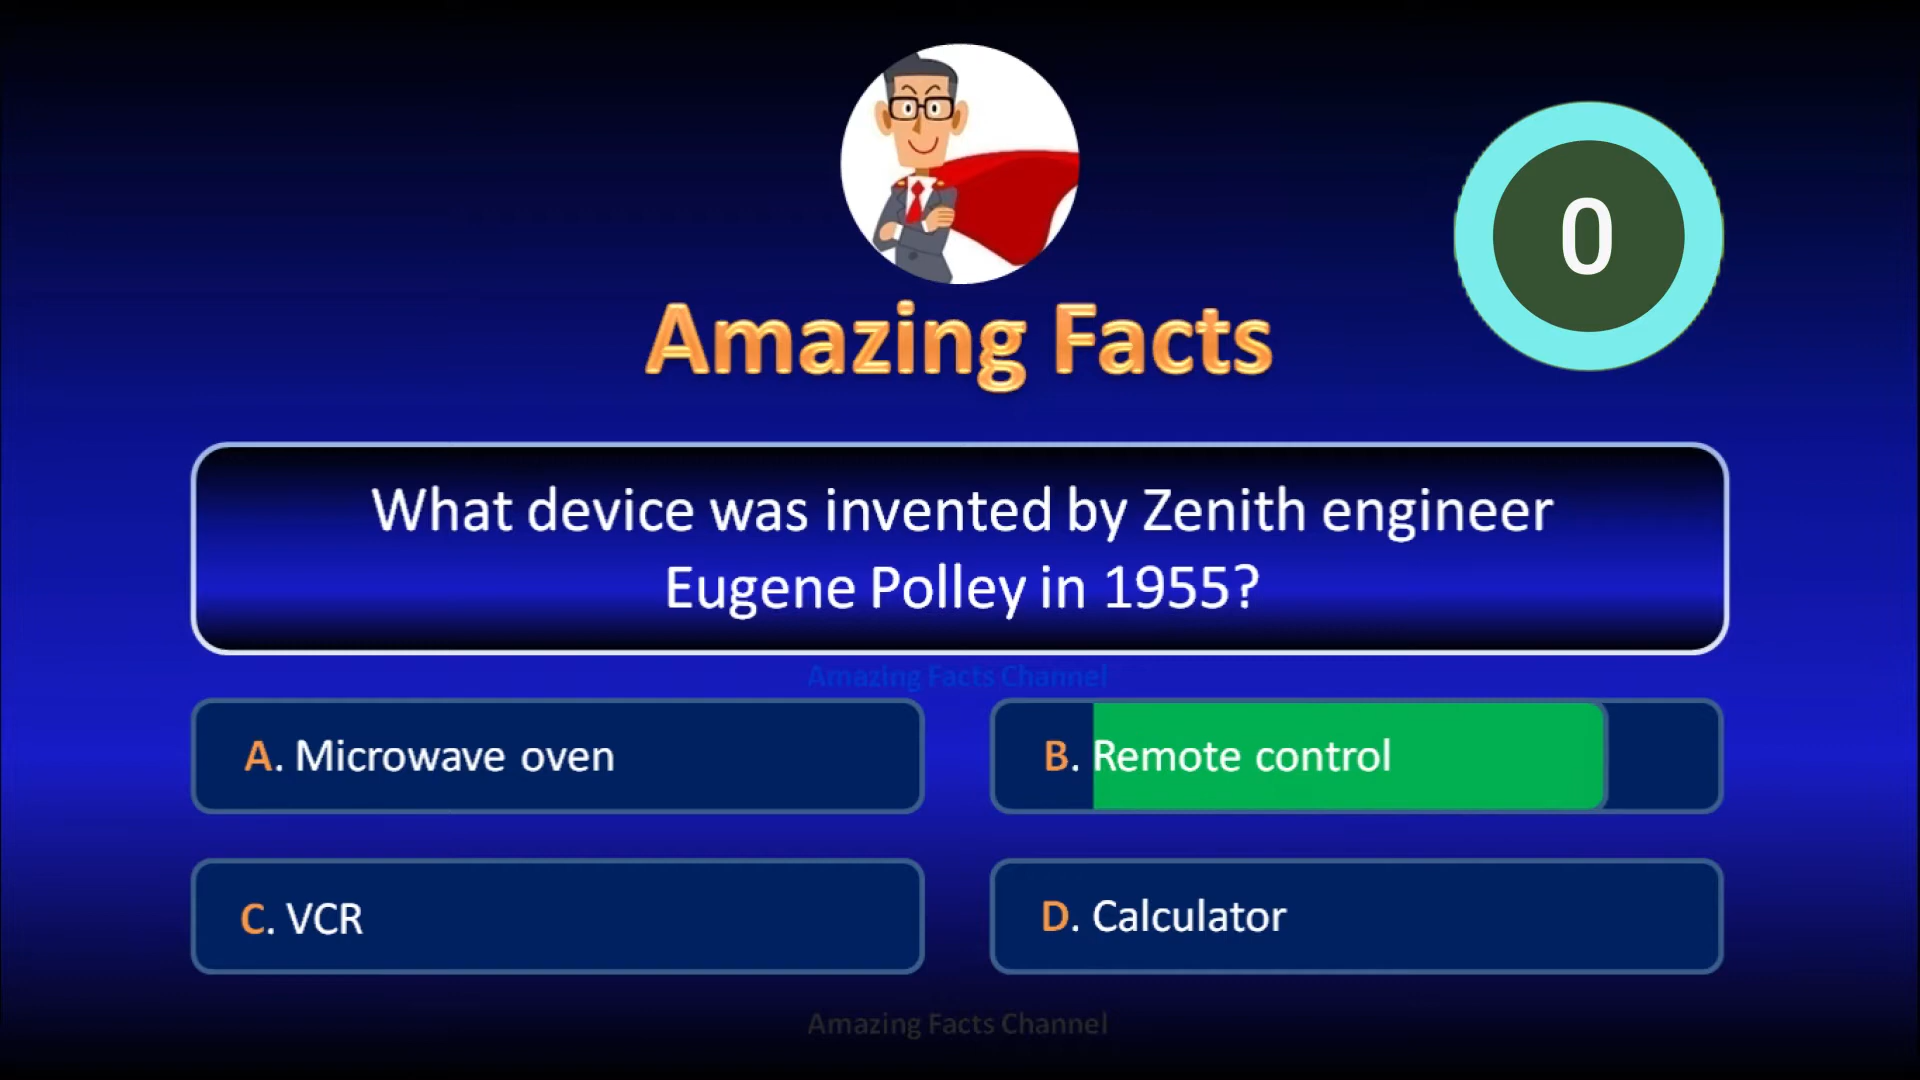 0
Amazing Facts
What device was invented by Zenith engineer
Eugene Polley in 1955?
Amazing Facts Channel
A. Microwave oven
B. Remote control
C. VCR
D. Calculator
Amazing Facts Channel